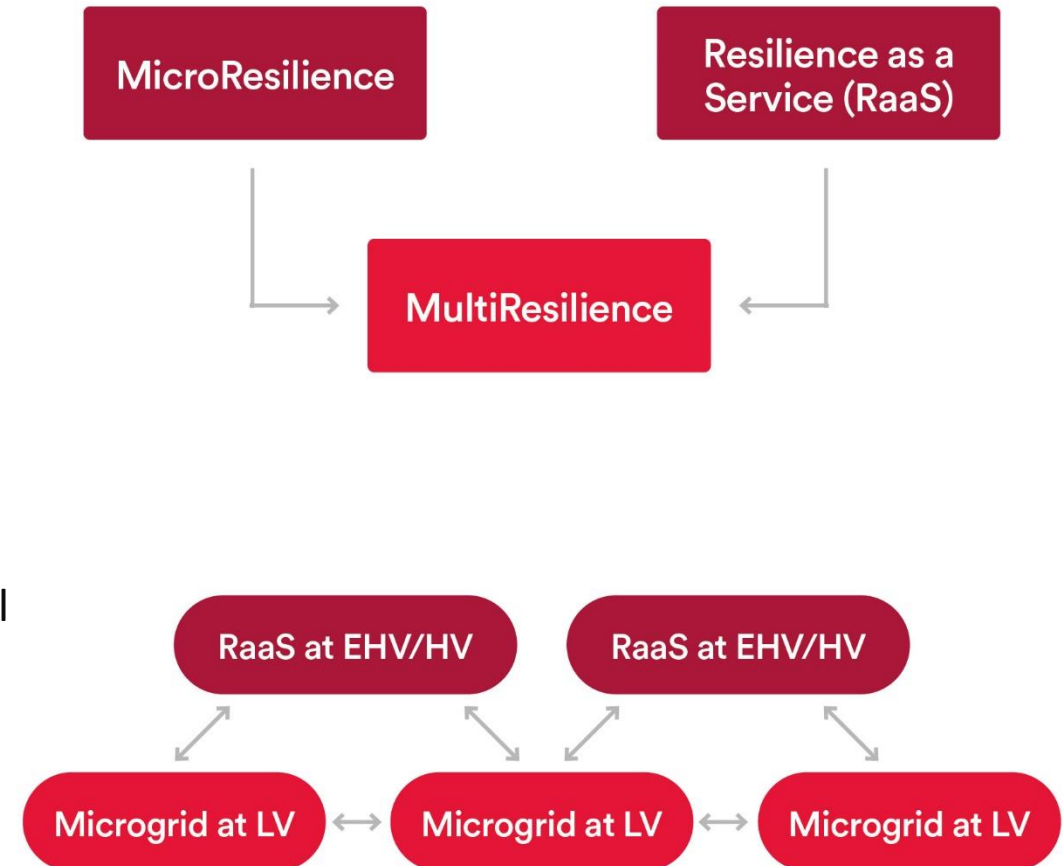 MicroResilience
Resilience as a
Service (RaaS)
MultiResilience
RaaS at EHV/HV
RaaS at EHV/HV
Microgrid at LV
Microgrid at LV
Microgrid at LV